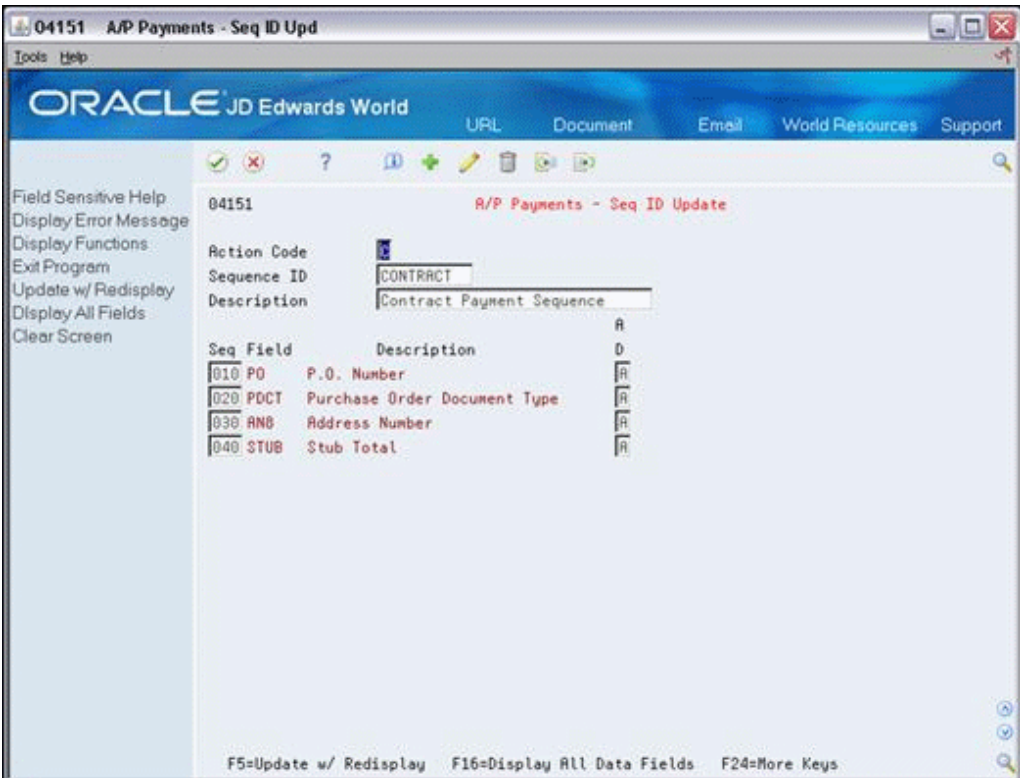 04151 A/P Payments - Seq ID Upd
Tools Help
ORACLE JD Edwards World
URL Document Email World Resources Support
?
Field Sensitive Help
Display Error Message
Display Functions
Exit Program
Update w/ Redisplay
DIsplay All Fields
Clear Screen
04151 A/P Payments - Seq ID Update
Action Code C
Sequence ID CONTRACT
Description Contract Payment Sequence
A
Seq Field Description D
010 PO P.O. Number A
020 PDCT Purchase Order Document Type A
030 AN8 Address Number A
040 STUB Stub Total A
F5=Update w/ Redisplay F16=Display All Data Fields F24=More Keys